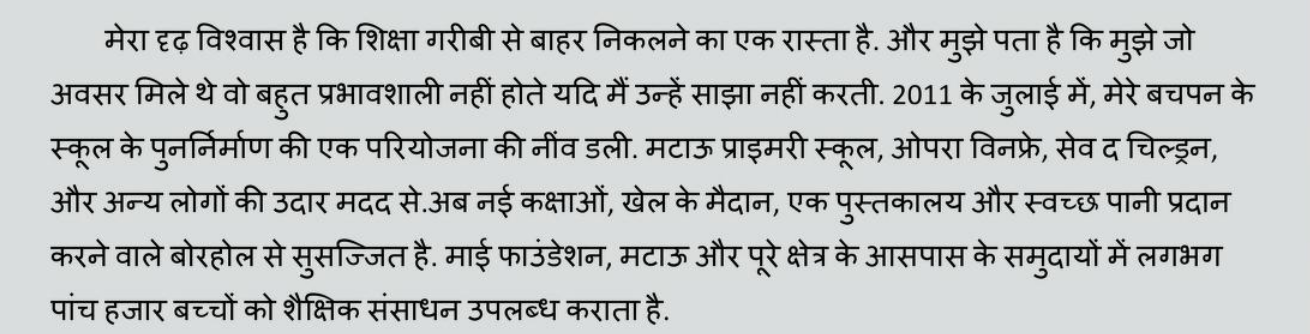 मेरा दृढ़ विश्वास है कि शिक्षा गरीबी से बाहर निकलने का एक रास्ता है. और मुझे पता है कि मुझे जो
अवसर मिले थे वो बहुत प्रभावशाली नहीं होते यदि मैं उन्हें साझा नहीं करती. 2011 के जुलाई में, मेरे बचपन के
स्कूल के पुनर्निर्माण की एक परियोजना की नींव डली. मटाऊ प्राइमरी स्कूल, ओपरा विनफ्रे, सेव द चिल्ड्रन,
और अन्य लोगों की उदार मदद से.अब नई कक्षाओं, खेल के मैदान, एक पुस्तकालय और स्वच्छ पानी प्रदान
करने वाले बोरहोल से सुसज्जित है. माई फाउंडेशन, मटाऊ और पूरे क्षेत्र के आसपास के समुदायों में लगभग
पांच हजार बच्चों को शैक्षिक संसाधन उपलब्ध कराता है.